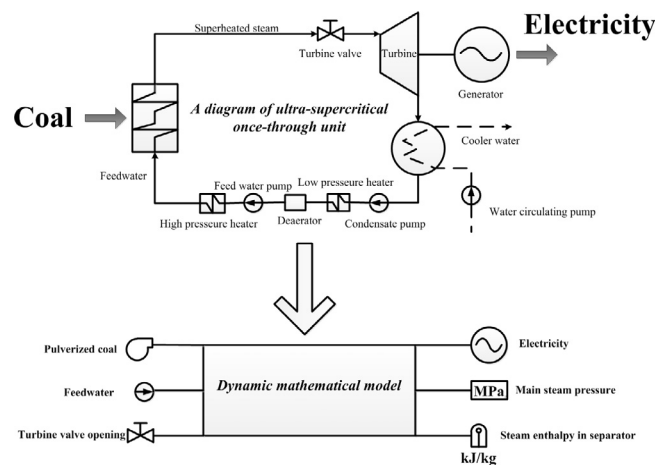 Electricity
Superheated steam
Turbine valve
Turbine
Generator
Coal
A diagram of ultra-supercritical
once-through unit
Cooler water
Feedwater
Feed water pump
Low presseure heater
Deaerator
High presseure heater
Condensate pump
Water circulating pump
Pulverized coal
Electricity
Feedwater
Dynamic mathematical model
MPa
Main steam pressure
Turbine valve opening
Steam enthalpy in separator
kJ/kg